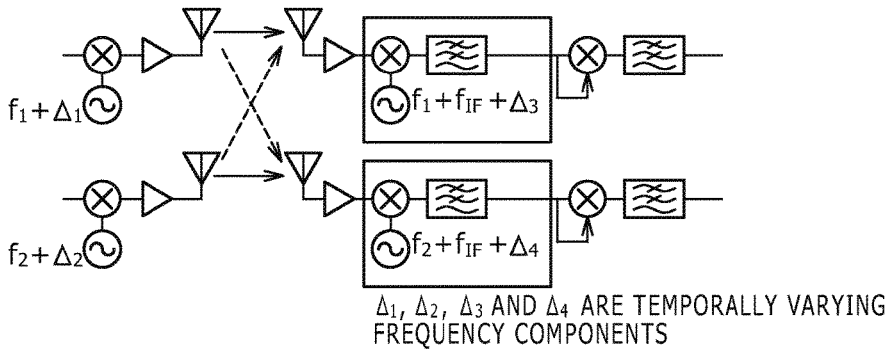 f₁+Δ₁
f₁+f_IF+Δ₃
f₂+Δ₂
f₂+f_IF+Δ₄
Δ₁, Δ₂, Δ₃ AND Δ₄ ARE TEMPORALLY VARYING
FREQUENCY COMPONENTS